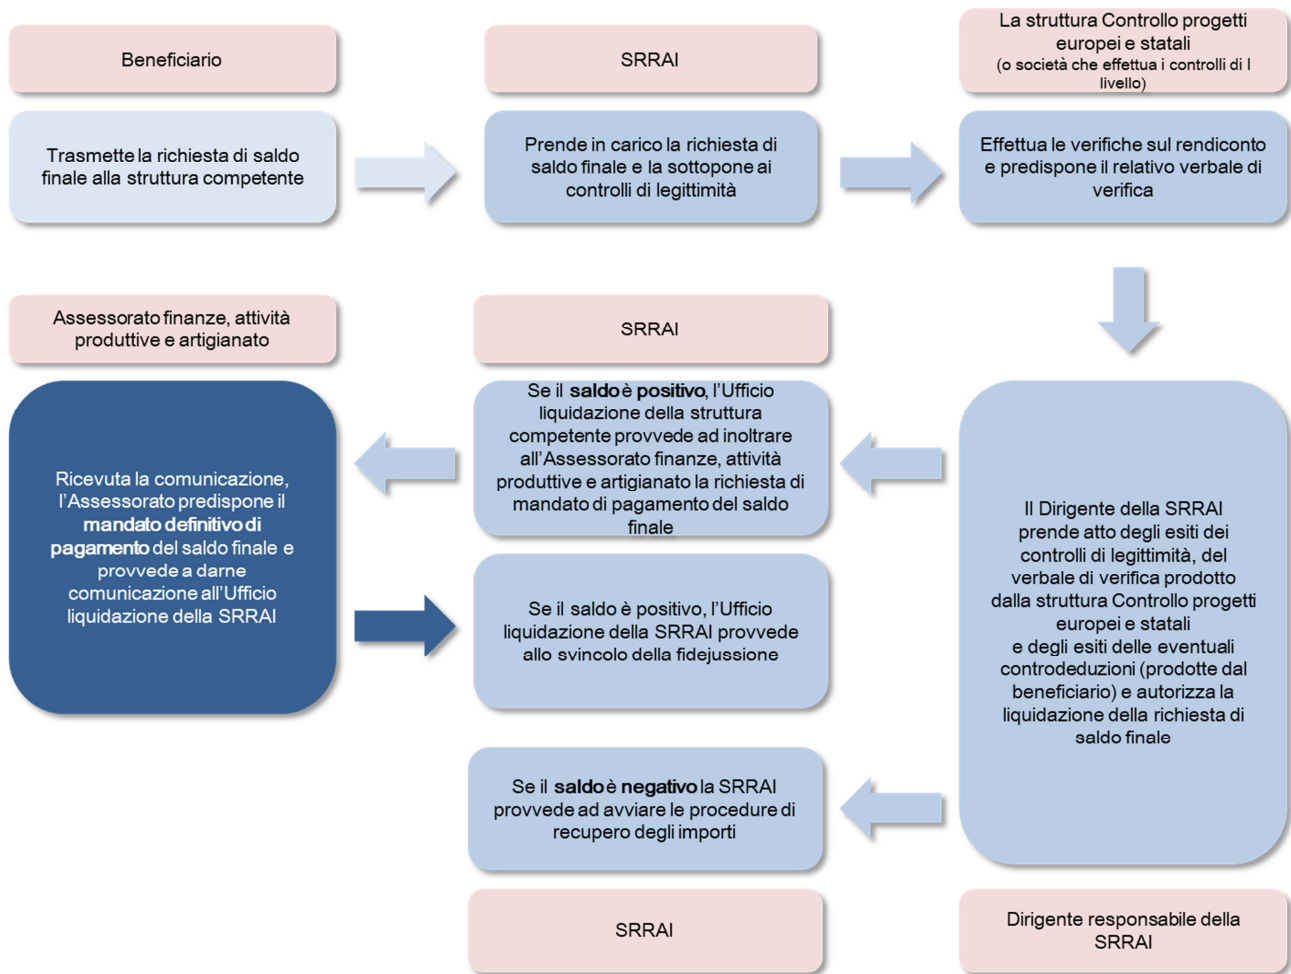 Beneficiario
SRRAI
La struttura Controllo progetti
europei e statali
(o società che effettua i controlli di I
livello)
Trasmette la richiesta di saldo
finale alla struttura competente
Prende in carico la richiesta di
saldo finale e la sottopone ai
controlli di legittimità
Effettua le verifiche sul rendiconto
e predispone il relativo verbale di
verifica
Assessorato finanze, attività
produttive e artigianato
SRRAI
Ricevuta la comunicazione,
l'Assessorato predispone il
mandato definitivo di
pagamento del saldo finale e
provvede a darne
comunicazione all'Ufficio
liquidazione della SRRAI
Se il saldo è positivo, l'Ufficio
liquidazione della struttura
competente provvede ad inoltrare
all'Assessorato finanze, attività
produttive e artigianato la richiesta di
mandato di pagamento del saldo
finale
Se il saldo è positivo, l'Ufficio
liquidazione della SRRAI provvede
allo svincolo della fidejussione
Il Dirigente della SRRAI
prende atto degli esiti dei
controlli di legittimità, del
verbale di verifica prodotto
dalla struttura Controllo progetti
europei e statali
e degli esiti delle eventuali
controdeduzioni (prodotte dal
beneficiario) e autorizza la
liquidazione della richiesta di
saldo finale
Se il saldo è negativo la SRRAI
provvede ad avviare le procedure di
recupero degli importi
SRRAI
Dirigente responsabile della
SRRAI